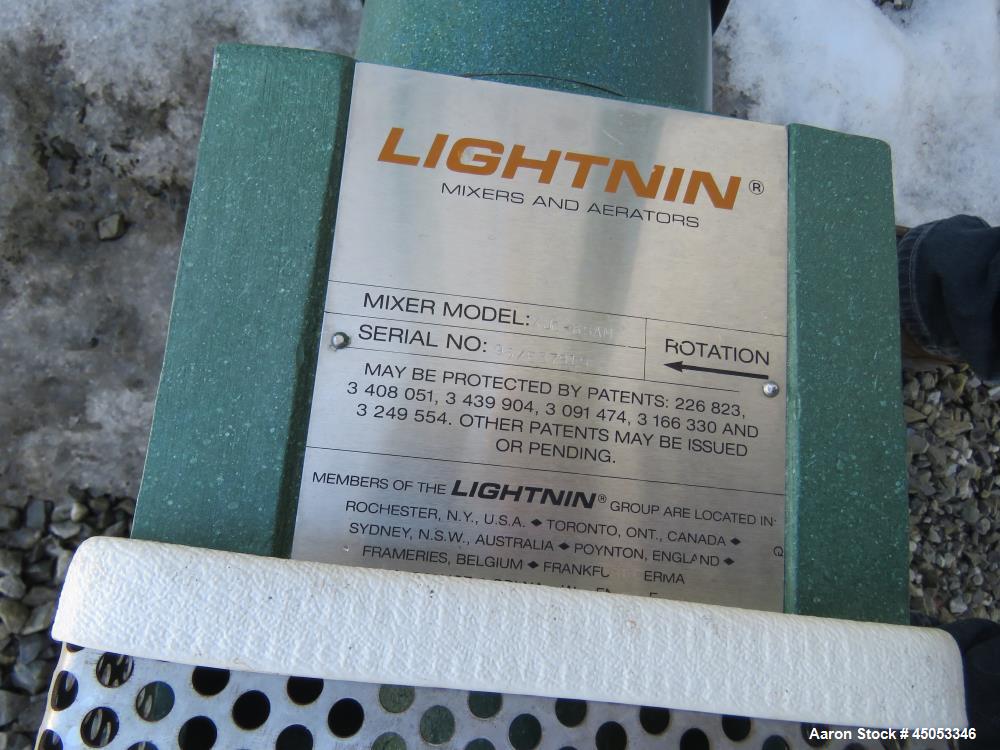 LIGHTNIN®
MIXERS AND AERATORS
MIXER MODEL:
SERIAL NO:
ROTATION
MAY BE PROTECTED BY PATENTS: 226 823,
3 408 051, 3 439 904, 3 091 474, 3 166 330 AND
3 249 554. OTHER PATENTS MAY BE ISSUED
OR PENDING.
MEMBERS OF THE LIGHTNIN® GROUP ARE LOCATED IN:
ROCHESTER, N.Y., U.S.A. ◆ TORONTO, ONT., CANADA ◆
SYDNEY, N.S.W., AUSTRALIA ◆ POYNTON, ENGLAND ◆
FRAMERIES, BELGIUM ◆
Aaron Stock # 45053346